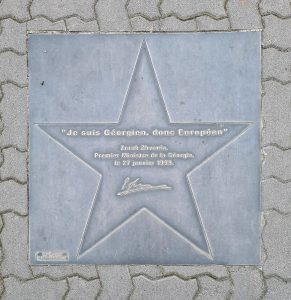 "Je suis Géorgien, donc Européen"
Zurab Zhvania,
Premier Ministre de la Géorgie,
le 27 janvier 1999.